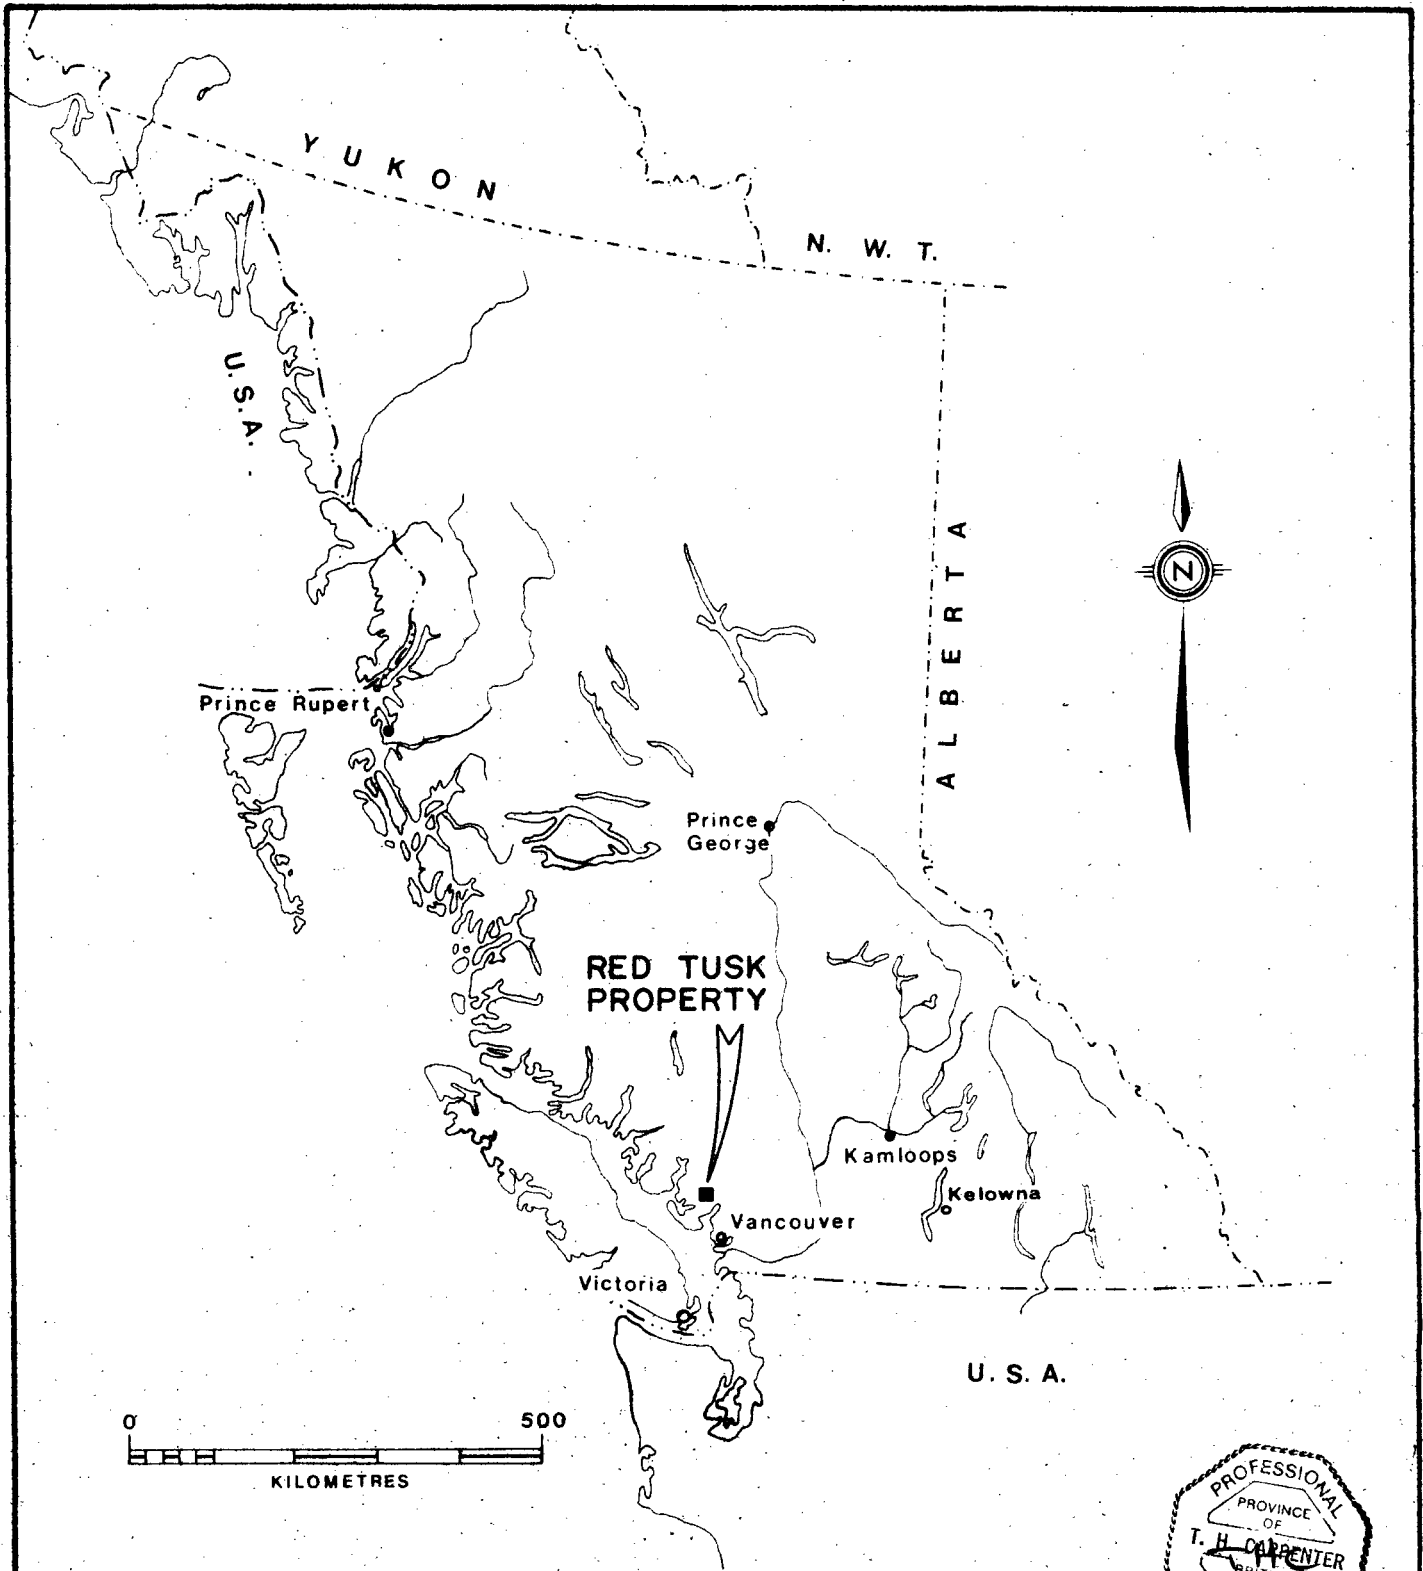 YUKON
N. W. T.
U.S.A.
ALBERTA
N
Prince Rupert
Prince
George
RED TUSK
PROPERTY
Kamloops
Kelowna
Vancouver
Victoria
U. S. A.
0 500
KILOMETRES
PROFESSIONAL
PROVINCE
OF
T. H. CARPENTER